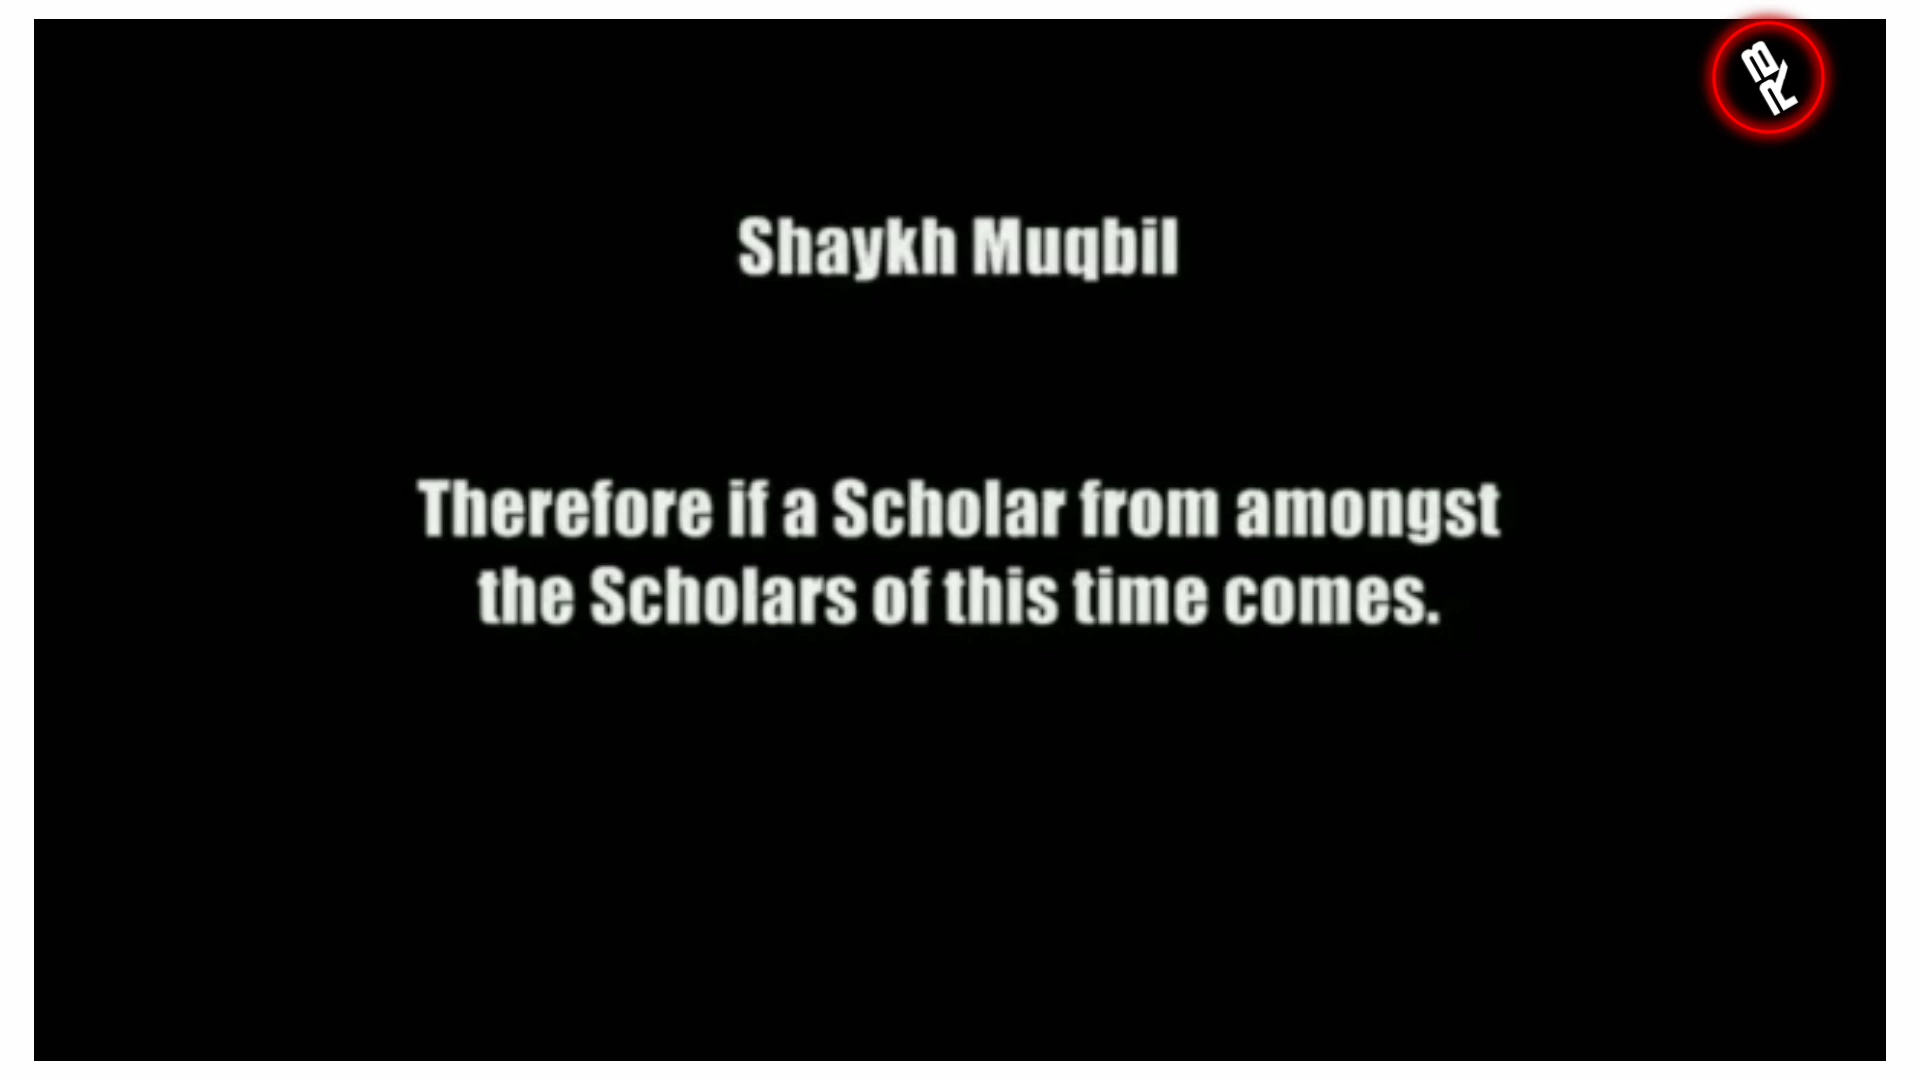 Shaykh Muqbil
Therefore if a Scholar from amongst
the Scholars of this time comes.